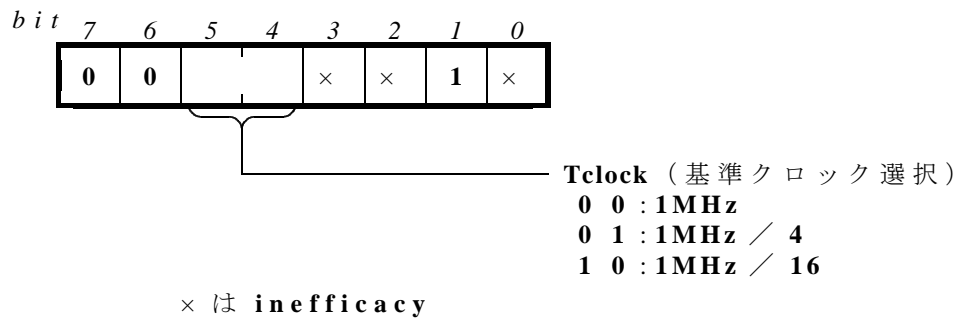 bit 7 6 5 4 3 2 1 0
0 0 × × 1 ×
Tclock（基準クロック選択）
0 0 : 1MHz
0 1 : 1MHz ／ 4
1 0 : 1MHz ／ 16
× は inefficacy